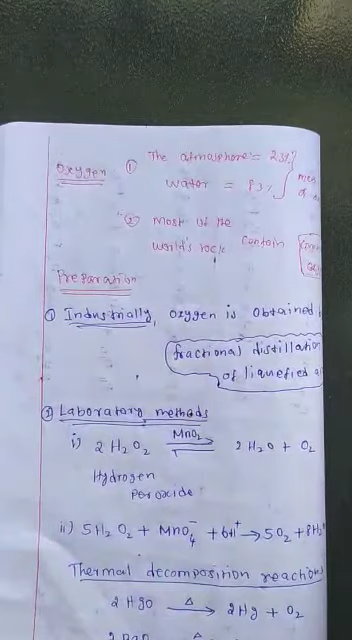 Oxygen ① The atmosphere = 23%
water = 83%
② Most of the
world's rock contain
Preparation
① Industrially, oxygen is obtained
fractional distillation
of liquefied
② Laboratory methods
i) 2H₂O₂ MnO₂ ⇌ 2H₂O + O₂
Hydrogen
Peroxide
ii) 5H₂O₂ + MnO₄⁻ + 6H⁺ → 5O₂ + 8H₂
Thermal decomposition reaction
2HgO △→ 2Hg + O₂